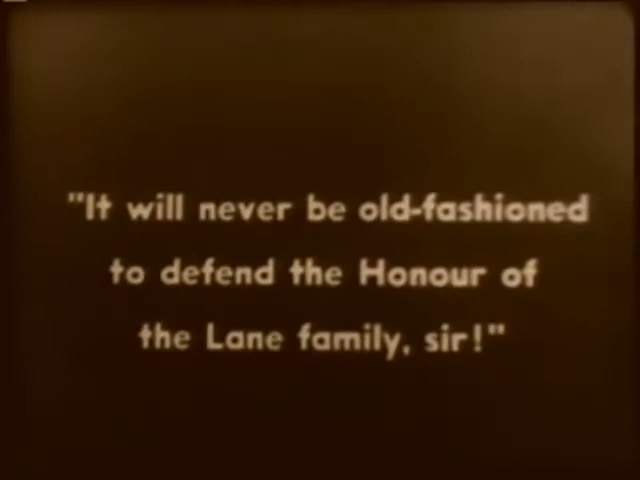 "It will never be old-fashioned
to defend the Honour of
the Lane family, sir!"